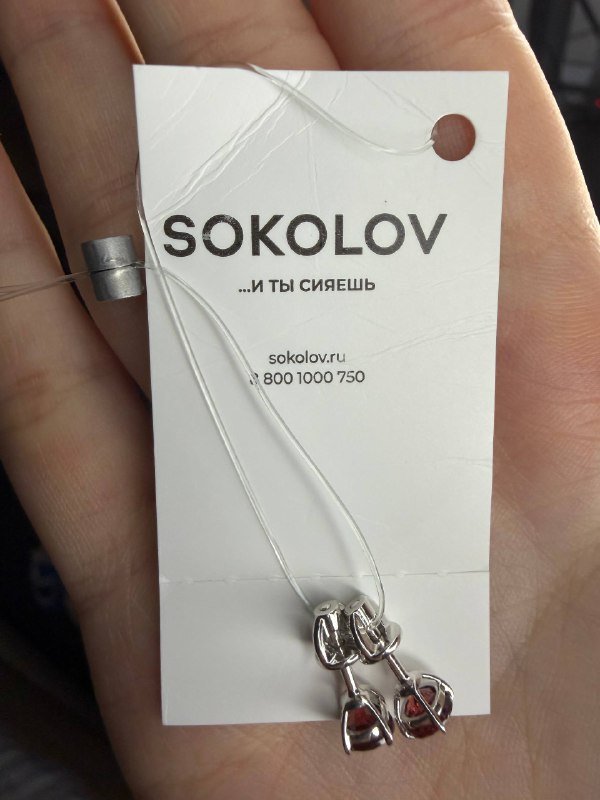 SOKOLOV
...И ТЫ СИЯЕШЬ
sokolov.ru
8 800 1000 750